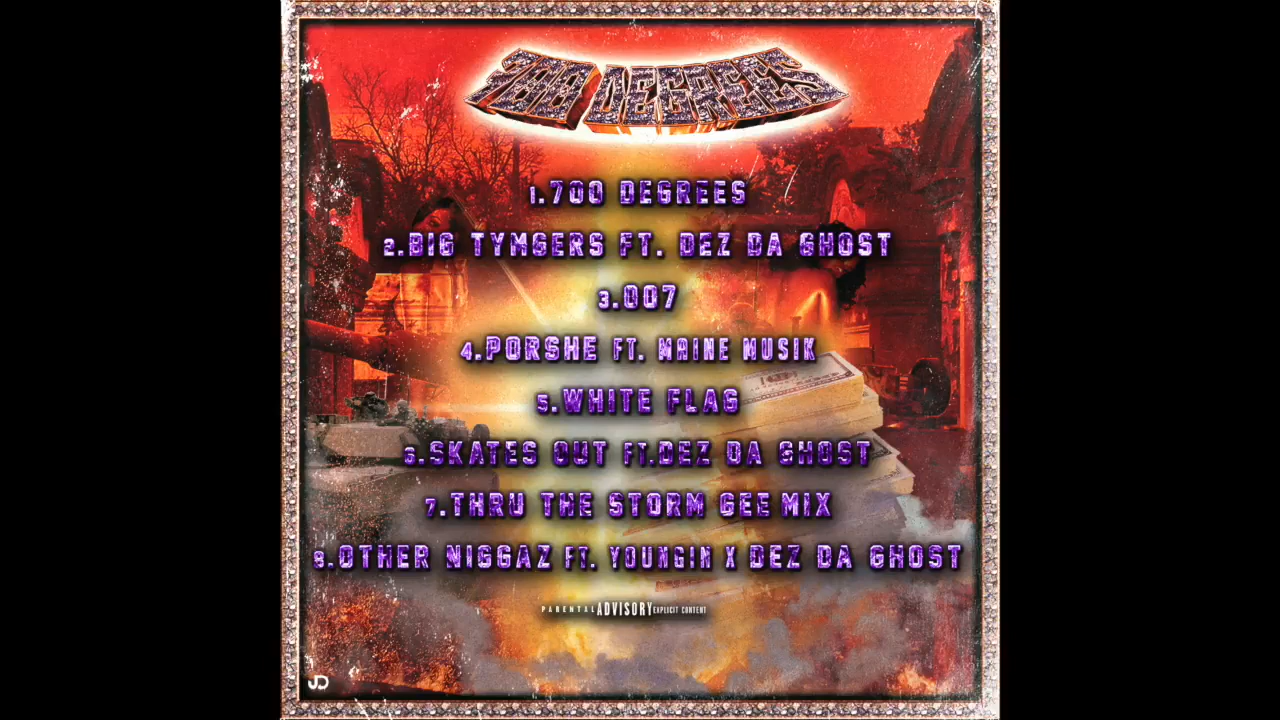 700 DEGREES
1.700 DEGREES
2.BIG TYMGERS FT. DEZ DA GHOST
3.007
4.PORSHE FT. MAINE MUSIK
5.WHITE FLAG
6.SKATES OUT FT.DEZ DA GHOST
7.THRU THE STORM GEE MIX
8.OTHER NIGGAZ FT. YOUNGIN X DEZ DA GHOST
PARENTAL ADVISORY EXPLICIT CONTENT
JD